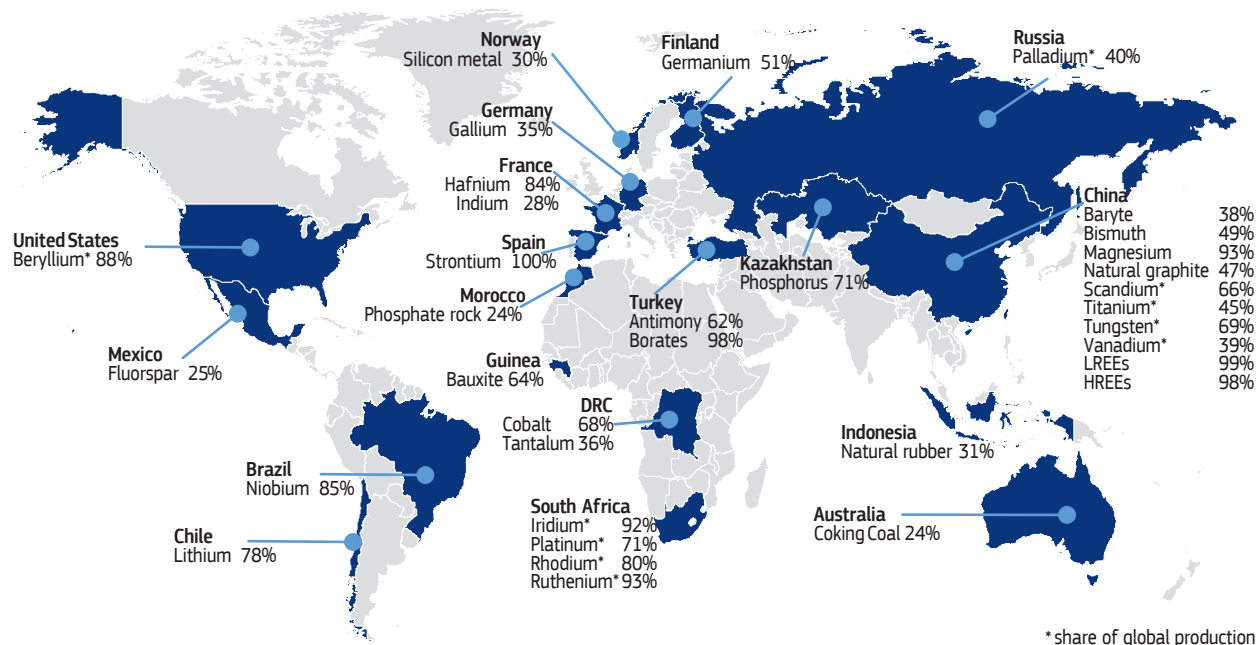 Norway
Silicon metal 30%
Finland
Germanium 51%
Russia
Palladium* 40%
Germany
Gallium 35%
France
Hafnium 84%
Indium 28%
United States
Beryllium* 88%
Spain
Strontium 100%
Morocco
Phosphate rock 24%
Turkey
Antimony 62%
Borates 98%
Kazakhstan
Phosphorus 71%
China
Baryte 38%
Bismuth 49%
Magnesium 93%
Natural graphite 47%
Scandium* 66%
Titanium* 45%
Tungsten* 69%
Vanadium* 39%
LREEs 99%
HREEs 98%
Mexico
Fluorspar 25%
Guinea
Bauxite 64%
DRC
Cobalt 68%
Tantalum 36%
Indonesia
Natural rubber 31%
Brazil
Niobium 85%
Chile
Lithium 78%
South Africa
Iridium* 92%
Platinum* 71%
Rhodium* 80%
Ruthenium* 93%
Australia
Coking Coal 24%
* share of global production